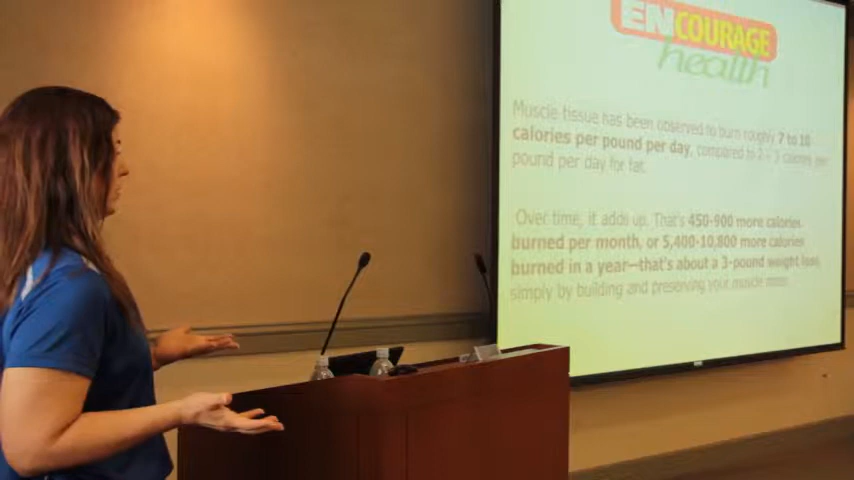 ENCOURAGE
health
Muscle tissue has been observed to burn roughly 7 to 10
calories per pound per day, compared to 2 - 3 calories per
pound per day for fat.
Over time, it adds up. That's 450-900 more calories
burned per month, or 5,400-10,800 more calories
burned in a year—that's about a 3-pound weight loss,
simply by building and preserving your muscle mass.